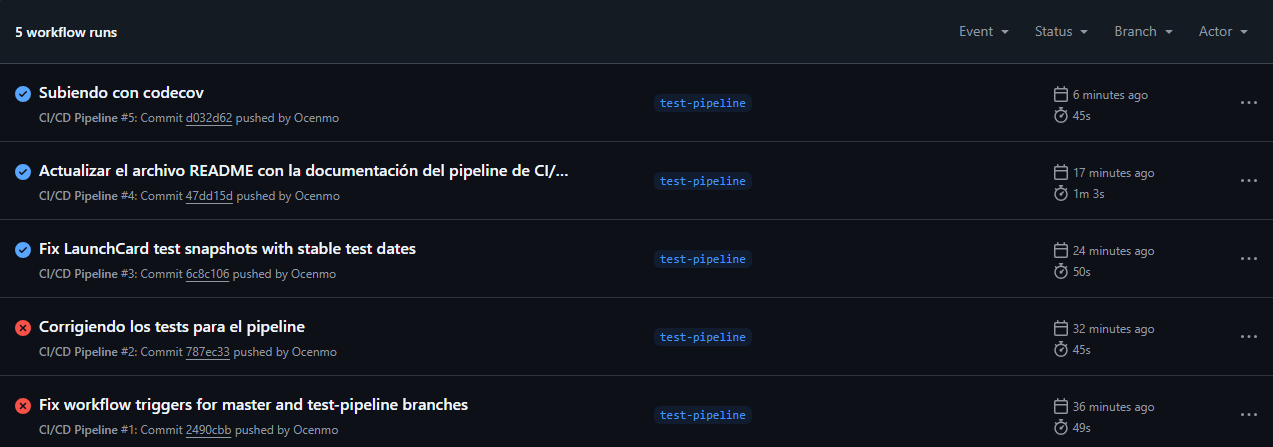 5 workflow runs
Event Status Branch Actor
Subiendo con codecov
CI/CD Pipeline #5: Commit d032d62 pushed by Ocenmo
test-pipeline
6 minutes ago
45s
Actualizar el archivo README con la documentación del pipeline de CI/...
CI/CD Pipeline #4: Commit 47dd15d pushed by Ocenmo
test-pipeline
17 minutes ago
1m 3s
Fix LaunchCard test snapshots with stable test dates
CI/CD Pipeline #3: Commit 6c8c106 pushed by Ocenmo
test-pipeline
24 minutes ago
50s
Corrigiendo los tests para el pipeline
CI/CD Pipeline #2: Commit 787ec33 pushed by Ocenmo
test-pipeline
32 minutes ago
45s
Fix workflow triggers for master and test-pipeline branches
CI/CD Pipeline #1: Commit 2490cbb pushed by Ocenmo
test-pipeline
36 minutes ago
49s